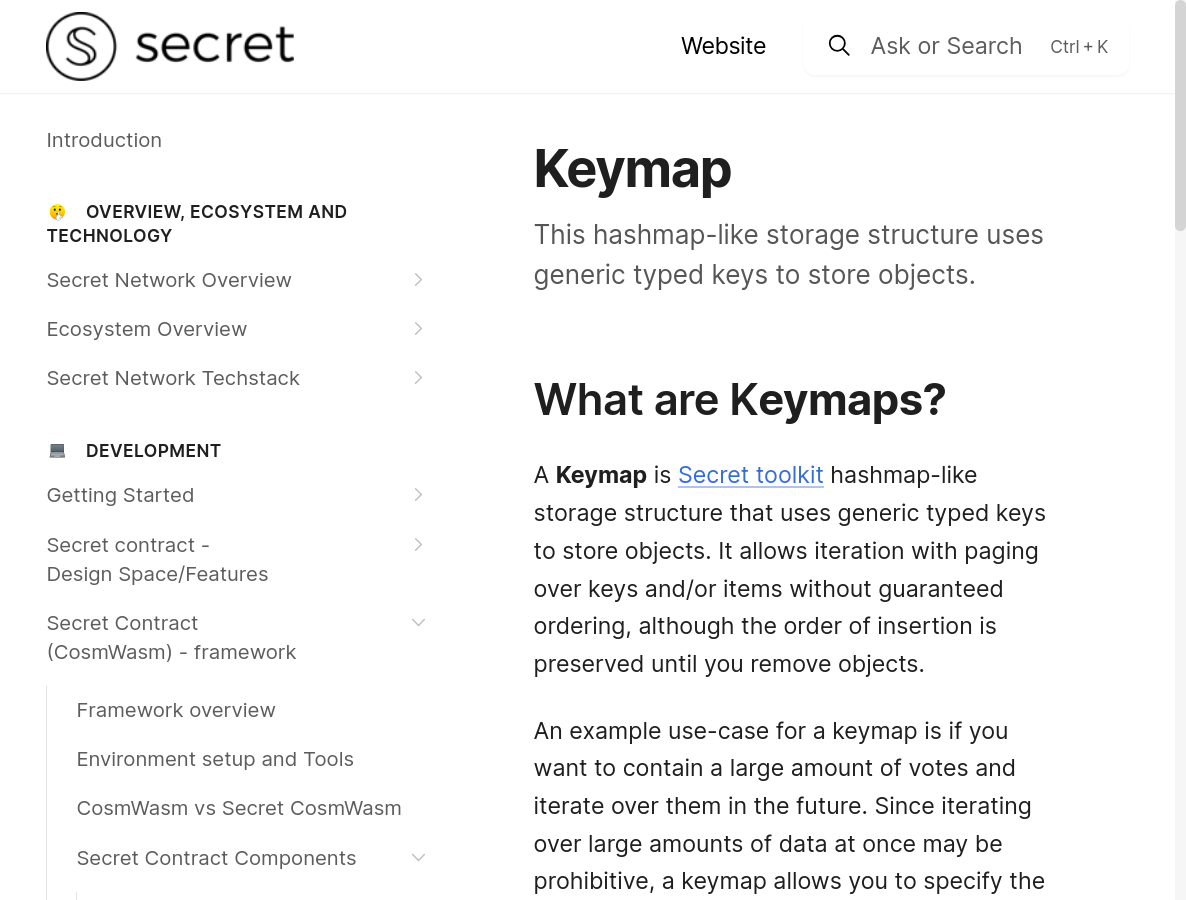 secret
Website
Ask or Search
Ctrl + K
Introduction
OVERVIEW, ECOSYSTEM AND
TECHNOLOGY
Secret Network Overview
Ecosystem Overview
Secret Network Techstack
DEVELOPMENT
Getting Started
Secret contract -
Design Space/Features
Secret Contract
(CosmWasm) - framework
Framework overview
Environment setup and Tools
CosmWasm vs Secret CosmWasm
Secret Contract Components
Keymap
This hashmap-like storage structure uses
generic typed keys to store objects.
What are Keymaps?
A Keymap is Secret toolkit hashmap-like
storage structure that uses generic typed keys
to store objects. It allows iteration with paging
over keys and/or items without guaranteed
ordering, although the order of insertion is
preserved until you remove objects.
An example use-case for a keymap is if you
want to contain a large amount of votes and
iterate over them in the future. Since iterating
over large amounts of data at once may be
prohibitive, a keymap allows you to specify the